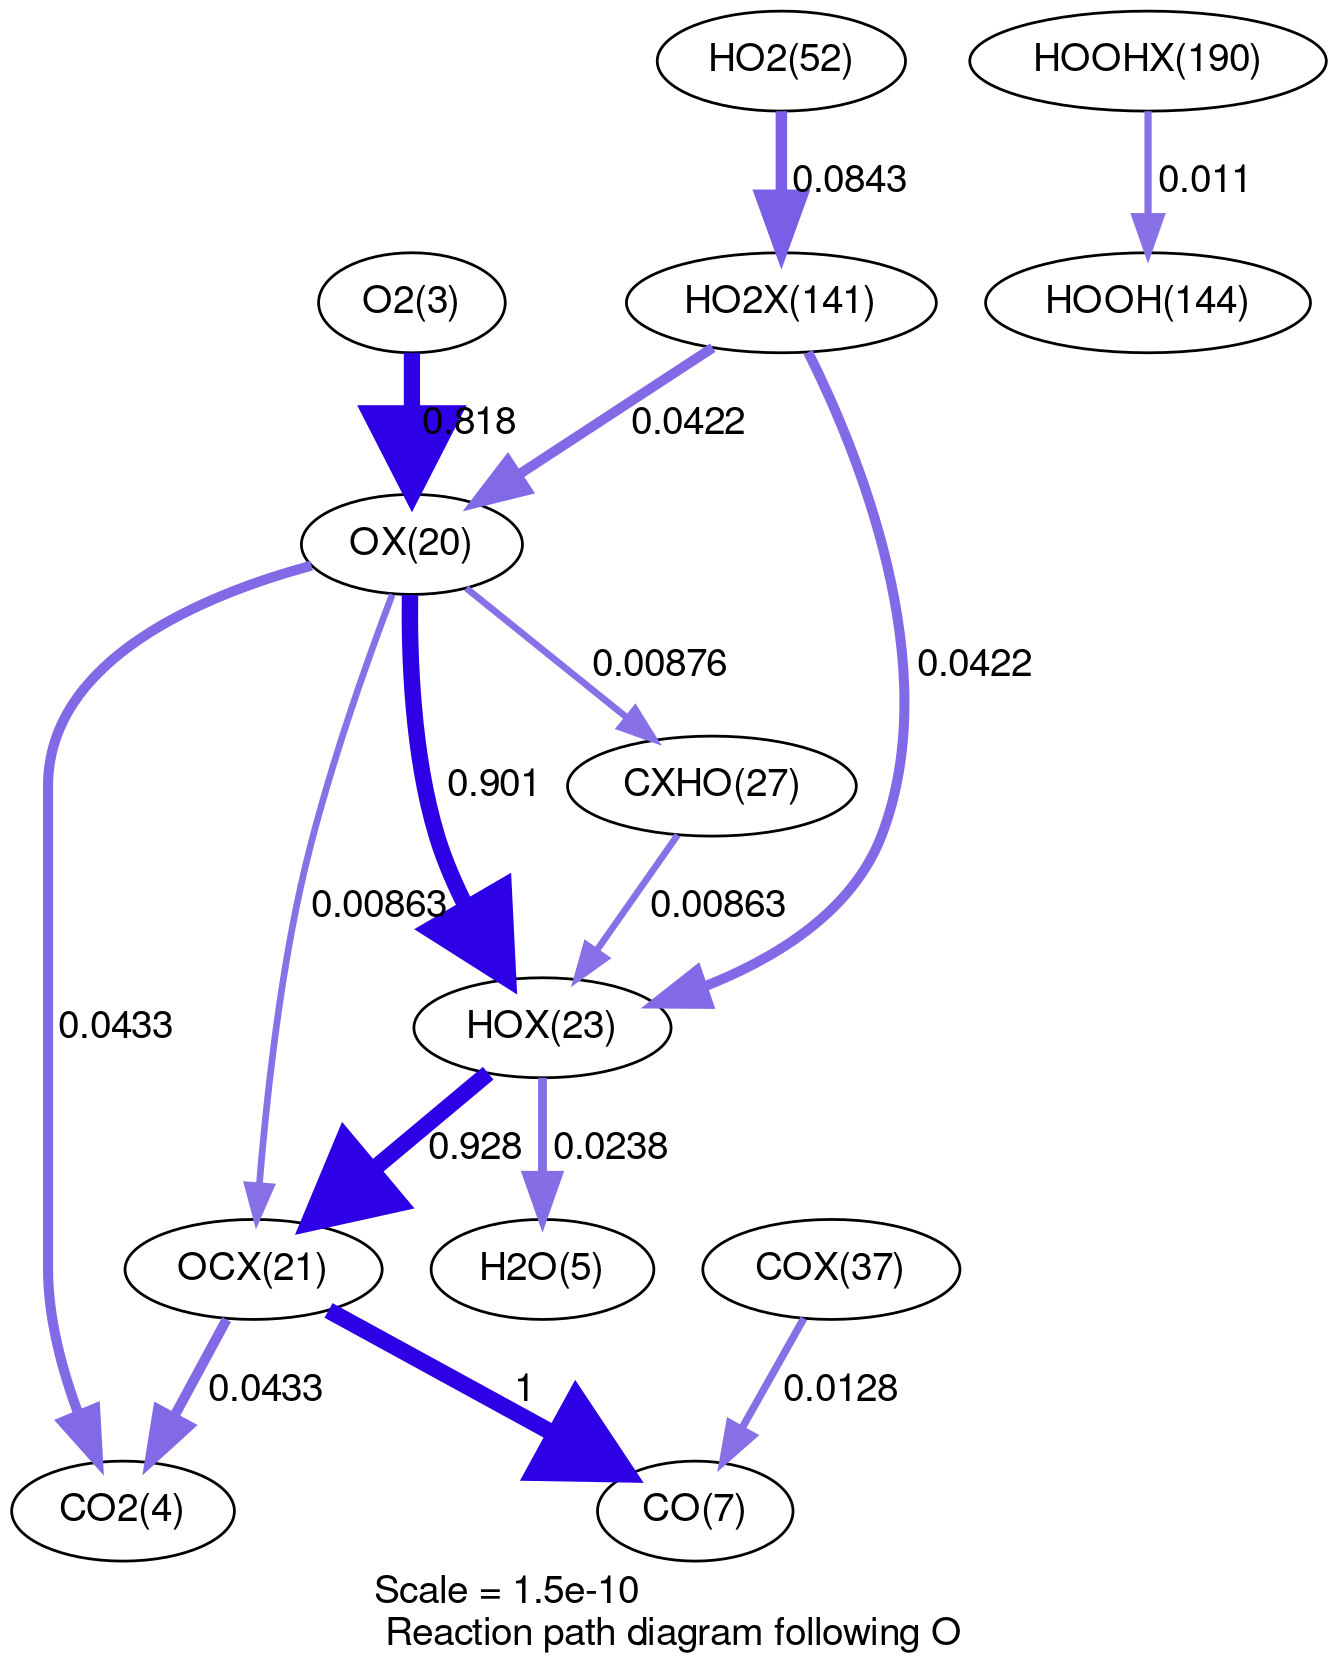 HO2(52)
HOOHX(190)
0.0843
0.011
O2(3)
HO2X(141)
HOOH(144)
0.818
0.0422
OX(20)
0.00876
0.0422
0.901
CXHO(27)
0.00863
0.00863
0.0433
HOX(23)
0.928
0.0238
OCX(21)
H2O(5)
COX(37)
0.0433
1
0.0128
CO2(4)
CO(7)
Scale = 1.5e-10
Reaction path diagram following O